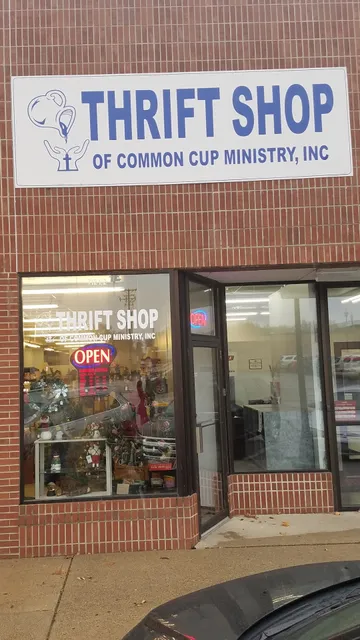 THRIFT SHOP
OF COMMON CUP MINISTRY, INC
THRIFT SHOP
OF COMMON CUP MINISTRY, INC
OPEN